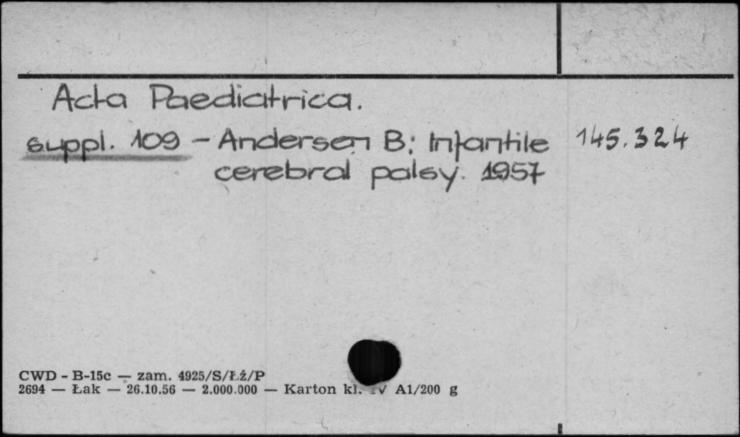 Acta Paediatrica.
suppl. 109 – Andersen B: Infantile 145.324
cerebral palsy. 1957
CWD - B-15c — zam. 4925/S/Łż/P
2694 — Łak — 26.10.56 — 2.000.000 — Karton kl. IV A1/200 g